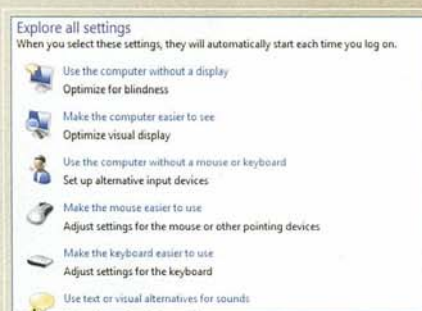 Explore all settings
When you select these settings, they will automatically start each time you log on.
Use the computer without a display
Optimize for blindness
Make the computer easier to see
Optimize visual display
Use the computer without a mouse or keyboard
Set up alternative input devices
Make the mouse easier to use
Adjust settings for the mouse or other pointing devices
Make the keyboard easier to use
Adjust settings for the keyboard
Use text or visual alternatives for sounds